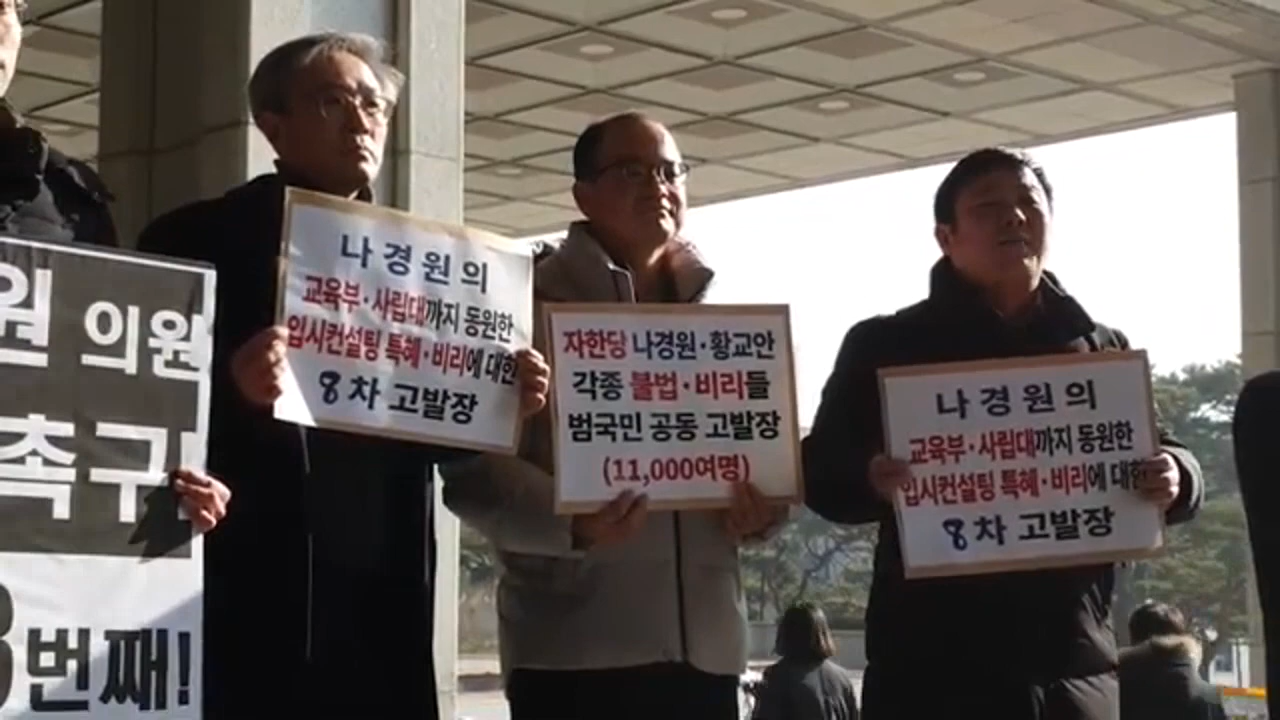 원 의원
촉구
번째!
나경원의
교육부·사립대까지 동원한
입시컨설팅 특혜·비리에 대한
8차 고발장
자한당 나경원·황교안
각종 불법·비리들
범국민 공동 고발장
(11,000여명)
나경원의
교육부·사립대까지 동원한
입시컨설팅 특혜·비리에 대한
8차 고발장